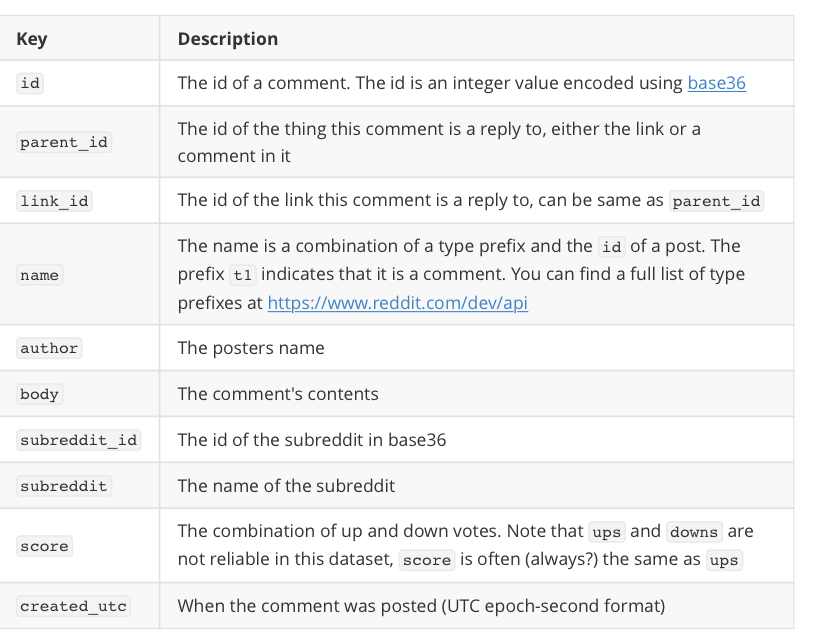 Key Description
id The id of a comment. The id is an integer value encoded using base36
The id of the thing this comment is a reply to, either the link or a
parent_id
comment in it
link_id The id of the link this comment is a reply to, can be same as parent_id
The name is a combination of a type prefix and the id of a post. The
name prefix t1 indicates that it is a comment. You can find a full list of type
prefixes at https://www.reddit.com/dev/api
author The posters name
body The comment's contents
subreddit_id The id of the subreddit in base36
subreddit The name of the subreddit
The combination of up and down votes. Note that ups and downs are
score
not reliable in this dataset, score is often (always?) the same as ups
created_utc When the comment was posted (UTC epoch-second format)